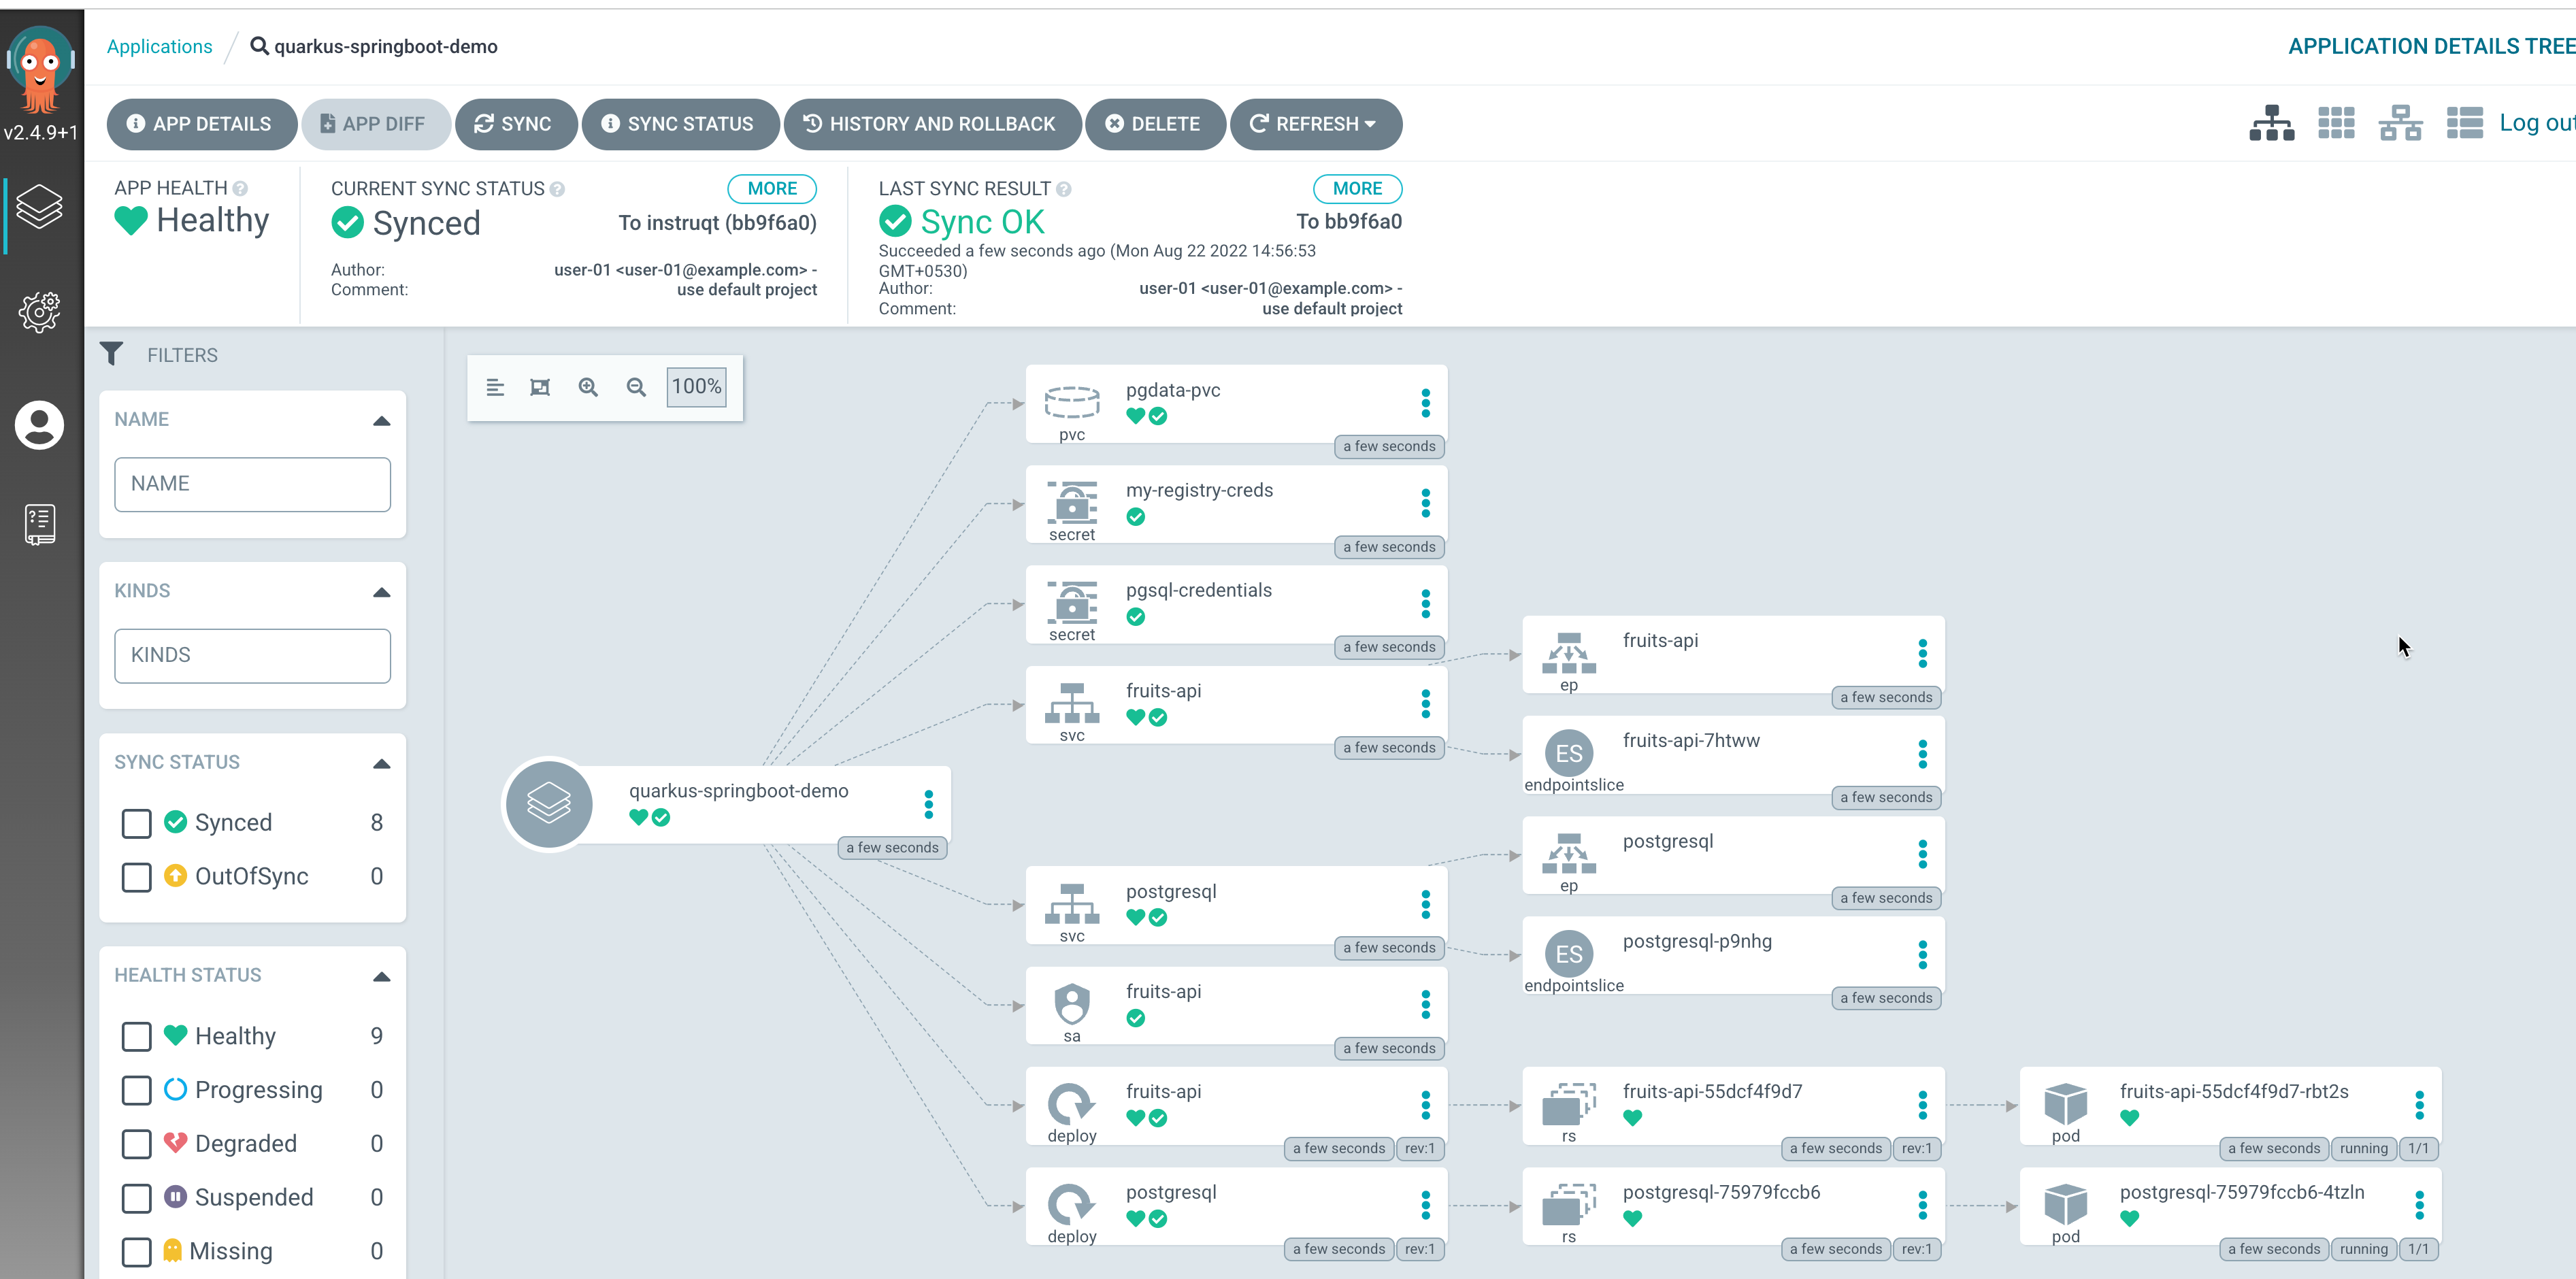 Applications / quarkus-springboot-demo
APPLICATION DETAILS TREE
v2.4.9+1
APP DETAILS
APP DIFF
SYNC
SYNC STATUS
HISTORY AND ROLLBACK
DELETE
REFRESH
Log out
APP HEALTH
Healthy
CURRENT SYNC STATUS
MORE
Synced
To instruqt (bb9f6a0)
Author: user-01 <user-01@example.com> -
Comment: use default project
LAST SYNC RESULT
MORE
Sync OK
To bb9f6a0
Succeeded a few seconds ago (Mon Aug 22 2022 14:56:53
GMT+0530)
Author: user-01 <user-01@example.com> -
Comment: use default project
FILTERS
NAME
NAME
KINDS
KINDS
SYNC STATUS
Synced 8
OutOfSync 0
HEALTH STATUS
Healthy 9
Progressing 0
Degraded 0
Suspended 0
Missing 0
100%
quarkus-springboot-demo
a few seconds
pgdata-pvc
pvc
a few seconds
my-registry-creds
secret
a few seconds
pgsql-credentials
secret
a few seconds
fruits-api
svc
a few seconds
postgresql
svc
a few seconds
fruits-api
sa
a few seconds
fruits-api
deploy
a few seconds rev:1
postgresql
deploy
a few seconds rev:1
fruits-api
ep
a few seconds
ES
fruits-api-7htww
endpointslice
a few seconds
postgresql
ep
a few seconds
ES
postgresql-p9nhg
endpointslice
a few seconds
fruits-api-55dcf4f9d7
rs
a few seconds rev:1
postgresql-75979fccb6
rs
a few seconds rev:1
fruits-api-55dcf4f9d7-rbt2s
pod
a few seconds running 1/1
postgresql-75979fccb6-4tzln
pod
a few seconds running 1/1